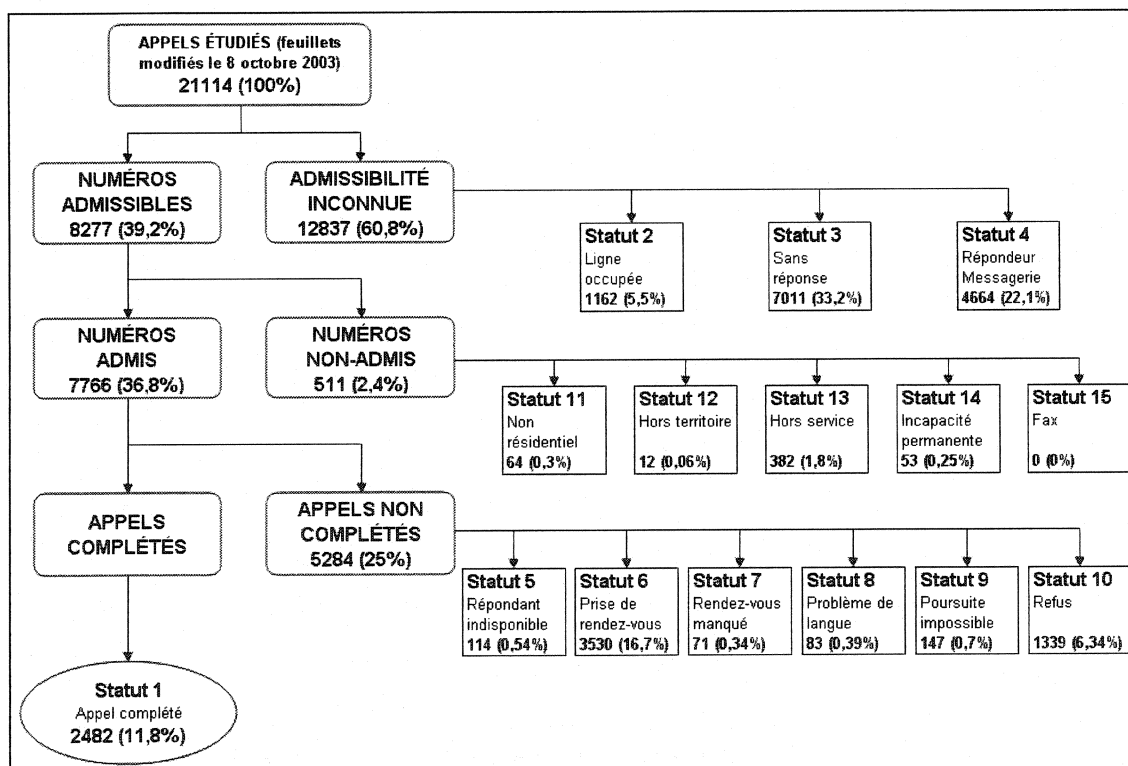 APPELS ÉTUDIÉS (feuillets
modifiés le 8 octobre 2003)
21114 (100%)
NUMÉROS
ADMISSIBLES
8277 (39,2%)
ADMISSIBILITÉ
INCONNUE
12837 (60,8%)
Statut 2
Ligne
occupée
1162 (5,5%)
Statut 3
Sans
réponse
7011 (33,2%)
Statut 4
Répondeur
Messagerie
4664 (22,1%)
NUMÉROS
ADMIS
7766 (36,8%)
NUMÉROS
NON-ADMIS
511 (2,4%)
Statut 11
Non
résidentiel
64 (0,3%)
Statut 12
Hors territoire
12 (0,06%)
Statut 13
Hors service
382 (1,8%)
Statut 14
Incapacité
permanente
53 (0,25%)
Statut 15
Fax
0 (0%)
APPELS
COMPLÉTÉS
APPELS NON
COMPLÉTÉS
5284 (25%)
Statut 5
Répondant
indisponible
114 (0,54%)
Statut 6
Prise de
rendez-vous
3530 (16,7%)
Statut 7
Rendez-vous
manqué
71 (0,34%)
Statut 8
Problème de
langue
83 (0,39%)
Statut 9
Poursuite
impossible
147 (0,7%)
Statut 10
Refus
1339 (6,34%)
Statut 1
Appel complété
2482 (11,8%)